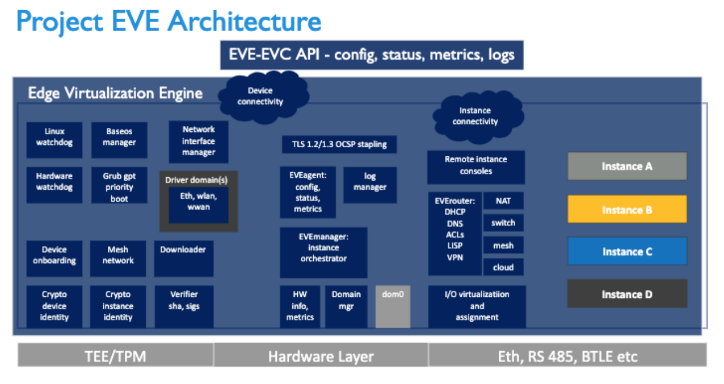 Project EVE Architecture
EVE-EVC API - config, status, metrics, logs
Edge Virtualization Engine
Device
connectivity
Instance
connectivity
Linux
watchdog
Baseos
manager
Network
interface
manager
TLS 1.2/1.3 OCSP stapling
Remote instance
consoles
Instance A
Hardware
watchdog
Grub gpt
priority
boot
Driver domain(s)
Eth, wlan,
wwan
EVEagent:
config,
status,
metrics
log
manager
EVErouter:
DHCP
DNS
ACLs
LISP
VPN
NAT
switch
mesh
cloud
Instance B
Device
onboarding
Mesh
network
Downloader
EVEmanager:
instance
orchestrator
Instance C
Crypto
device
identity
Crypto
instance
identity
Verifier
sha, sigs
HW
info,
metrics
Domain
mgr
dom0
I/O virtualizatiion
and
assignment
Instance D
TEE/TPM
Hardware Layer
Eth, RS 485, BTLE etc